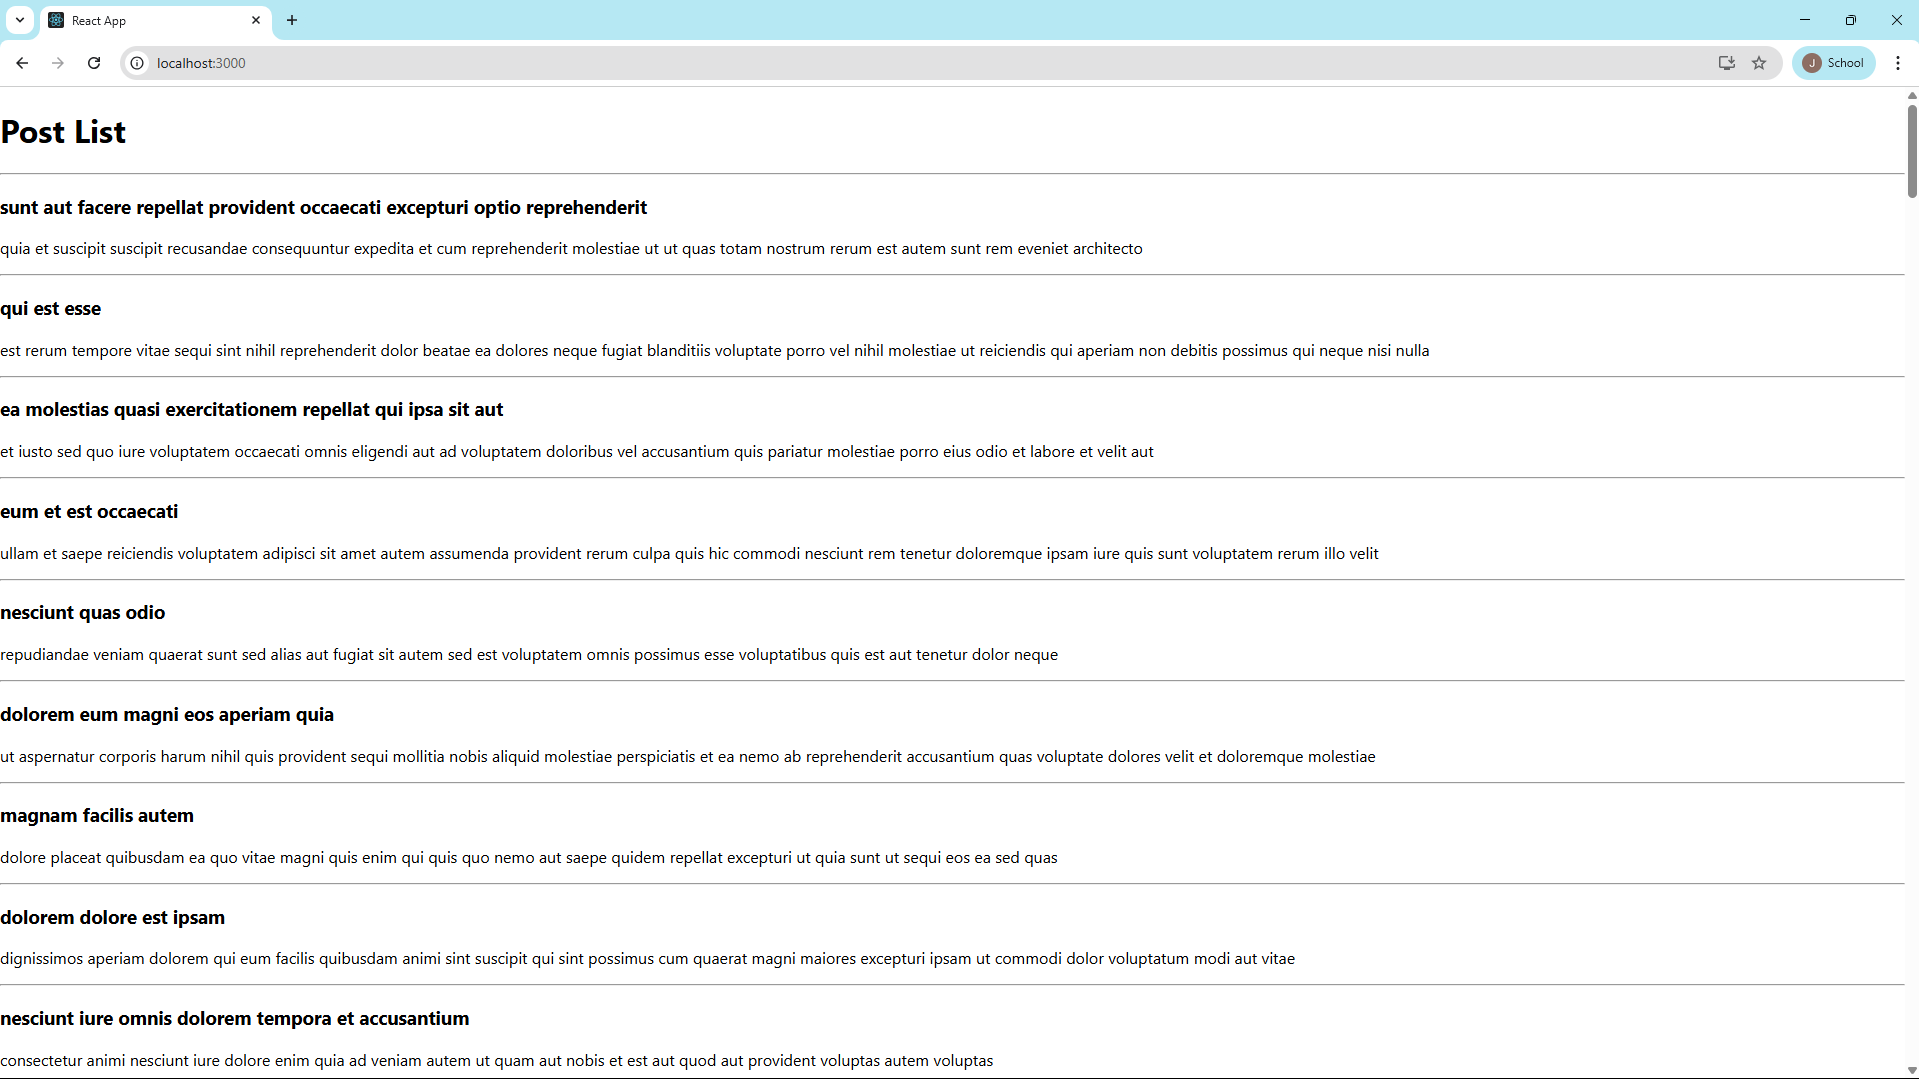 React App
localhost:3000
J School
Post List
sunt aut facere repellat provident occaecati excepturi optio reprehenderit
quia et suscipit suscipit recusandae consequuntur expedita et cum reprehenderit molestiae ut ut quas totam nostrum rerum est autem sunt rem eveniet architecto
qui est esse
est rerum tempore vitae sequi sint nihil reprehenderit dolor beatae ea dolores neque fugiat blanditiis voluptate porro vel nihil molestiae ut reiciendis qui aperiam non debitis possimus qui neque nisi nulla
ea molestias quasi exercitationem repellat qui ipsa sit aut
et iusto sed quo iure voluptatem occaecati omnis eligendi aut ad voluptatem doloribus vel accusantium quis pariatur molestiae porro eius odio et labore et velit aut
eum et est occaecati
ullam et saepe reiciendis voluptatem adipisci sit amet autem assumenda provident rerum culpa quis hic commodi nesciunt rem tenetur doloremque ipsam iure quis sunt voluptatem rerum illo velit
nesciunt quas odio
repudiandae veniam quaerat sunt sed alias aut fugiat sit autem sed est voluptatem omnis possimus esse voluptatibus quis est aut tenetur dolor neque
dolorem eum magni eos aperiam quia
ut aspernatur corporis harum nihil quis provident sequi mollitia nobis aliquid molestiae perspiciatis et ea nemo ab reprehenderit accusantium quas voluptate dolores velit et doloremque molestiae
magnam facilis autem
dolore placeat quibusdam ea quo vitae magni quis enim qui quis quo nemo aut saepe quidem repellat excepturi ut quia sunt ut sequi eos ea sed quas
dolorem dolore est ipsam
dignissimos aperiam dolorem qui eum facilis quibusdam animi sint suscipit qui sint possimus cum quaerat magni maiores excepturi ipsam ut commodi dolor voluptatum modi aut vitae
nesciunt iure omnis dolorem tempora et accusantium
consectetur animi nesciunt iure dolore enim quia ad veniam autem ut quam aut nobis et est aut quod aut provident voluptas autem voluptas